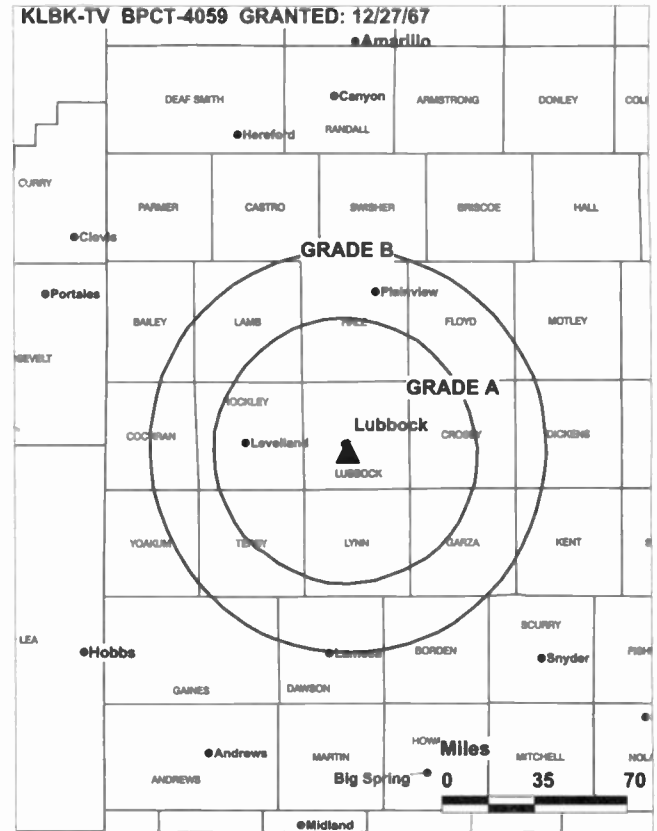 KLBK-TV BPCT-4059 GRANTED: 12/27/67
Amarillo
DEAF SMITH
Canyon
ARMSTRONG
DONLEY
Hereford
RANDALL
CURRY
PARMER
CASTRO
SWISHER
BRISCOE
HALL
Clovis
GRADE B
Portales
Plainview
BAILEY
LAMB
HALE
FLOYD
MOTLEY
GRADE A
HOCKLEY
Lubbock
COCHRAN
Levelland
CROSBY
DICKENS
LUBBOCK
YOAKUM
TERRY
LYNN
GARZA
KENT
SCURRY
LEA
Hobbs
Lamesa
BORDEN
Snyder
GAINES
DAWSON
Andrews
MARTIN
Miles
MITCHELL
ANDREWS
Big Spring
0 35 70
Midland